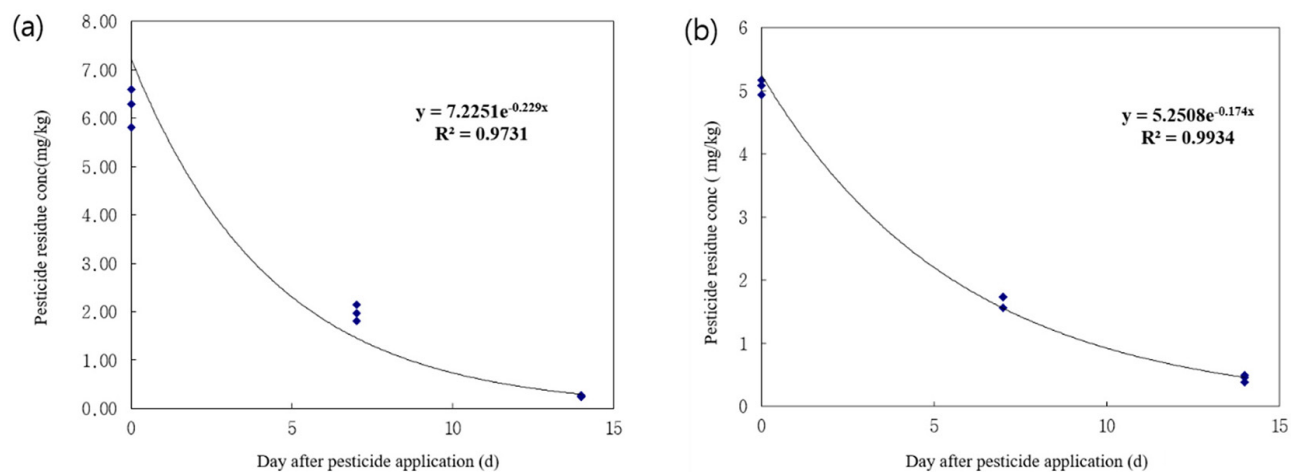 (a)
8.00
7.00
6.00
5.00
4.00
3.00
2.00
1.00
0.00
0 5 10 15
Pesticide residue conc(mg/kg)
Day after pesticide application (d)
y = 7.2251e^-0.229x
R² = 0.9731
(b)
6
5
4
3
2
1
0
0 5 10 15
Pesticide residue conc ( mg/kg)
Day after pesticide application (d)
y = 5.2508e^-0.174x
R² = 0.9934